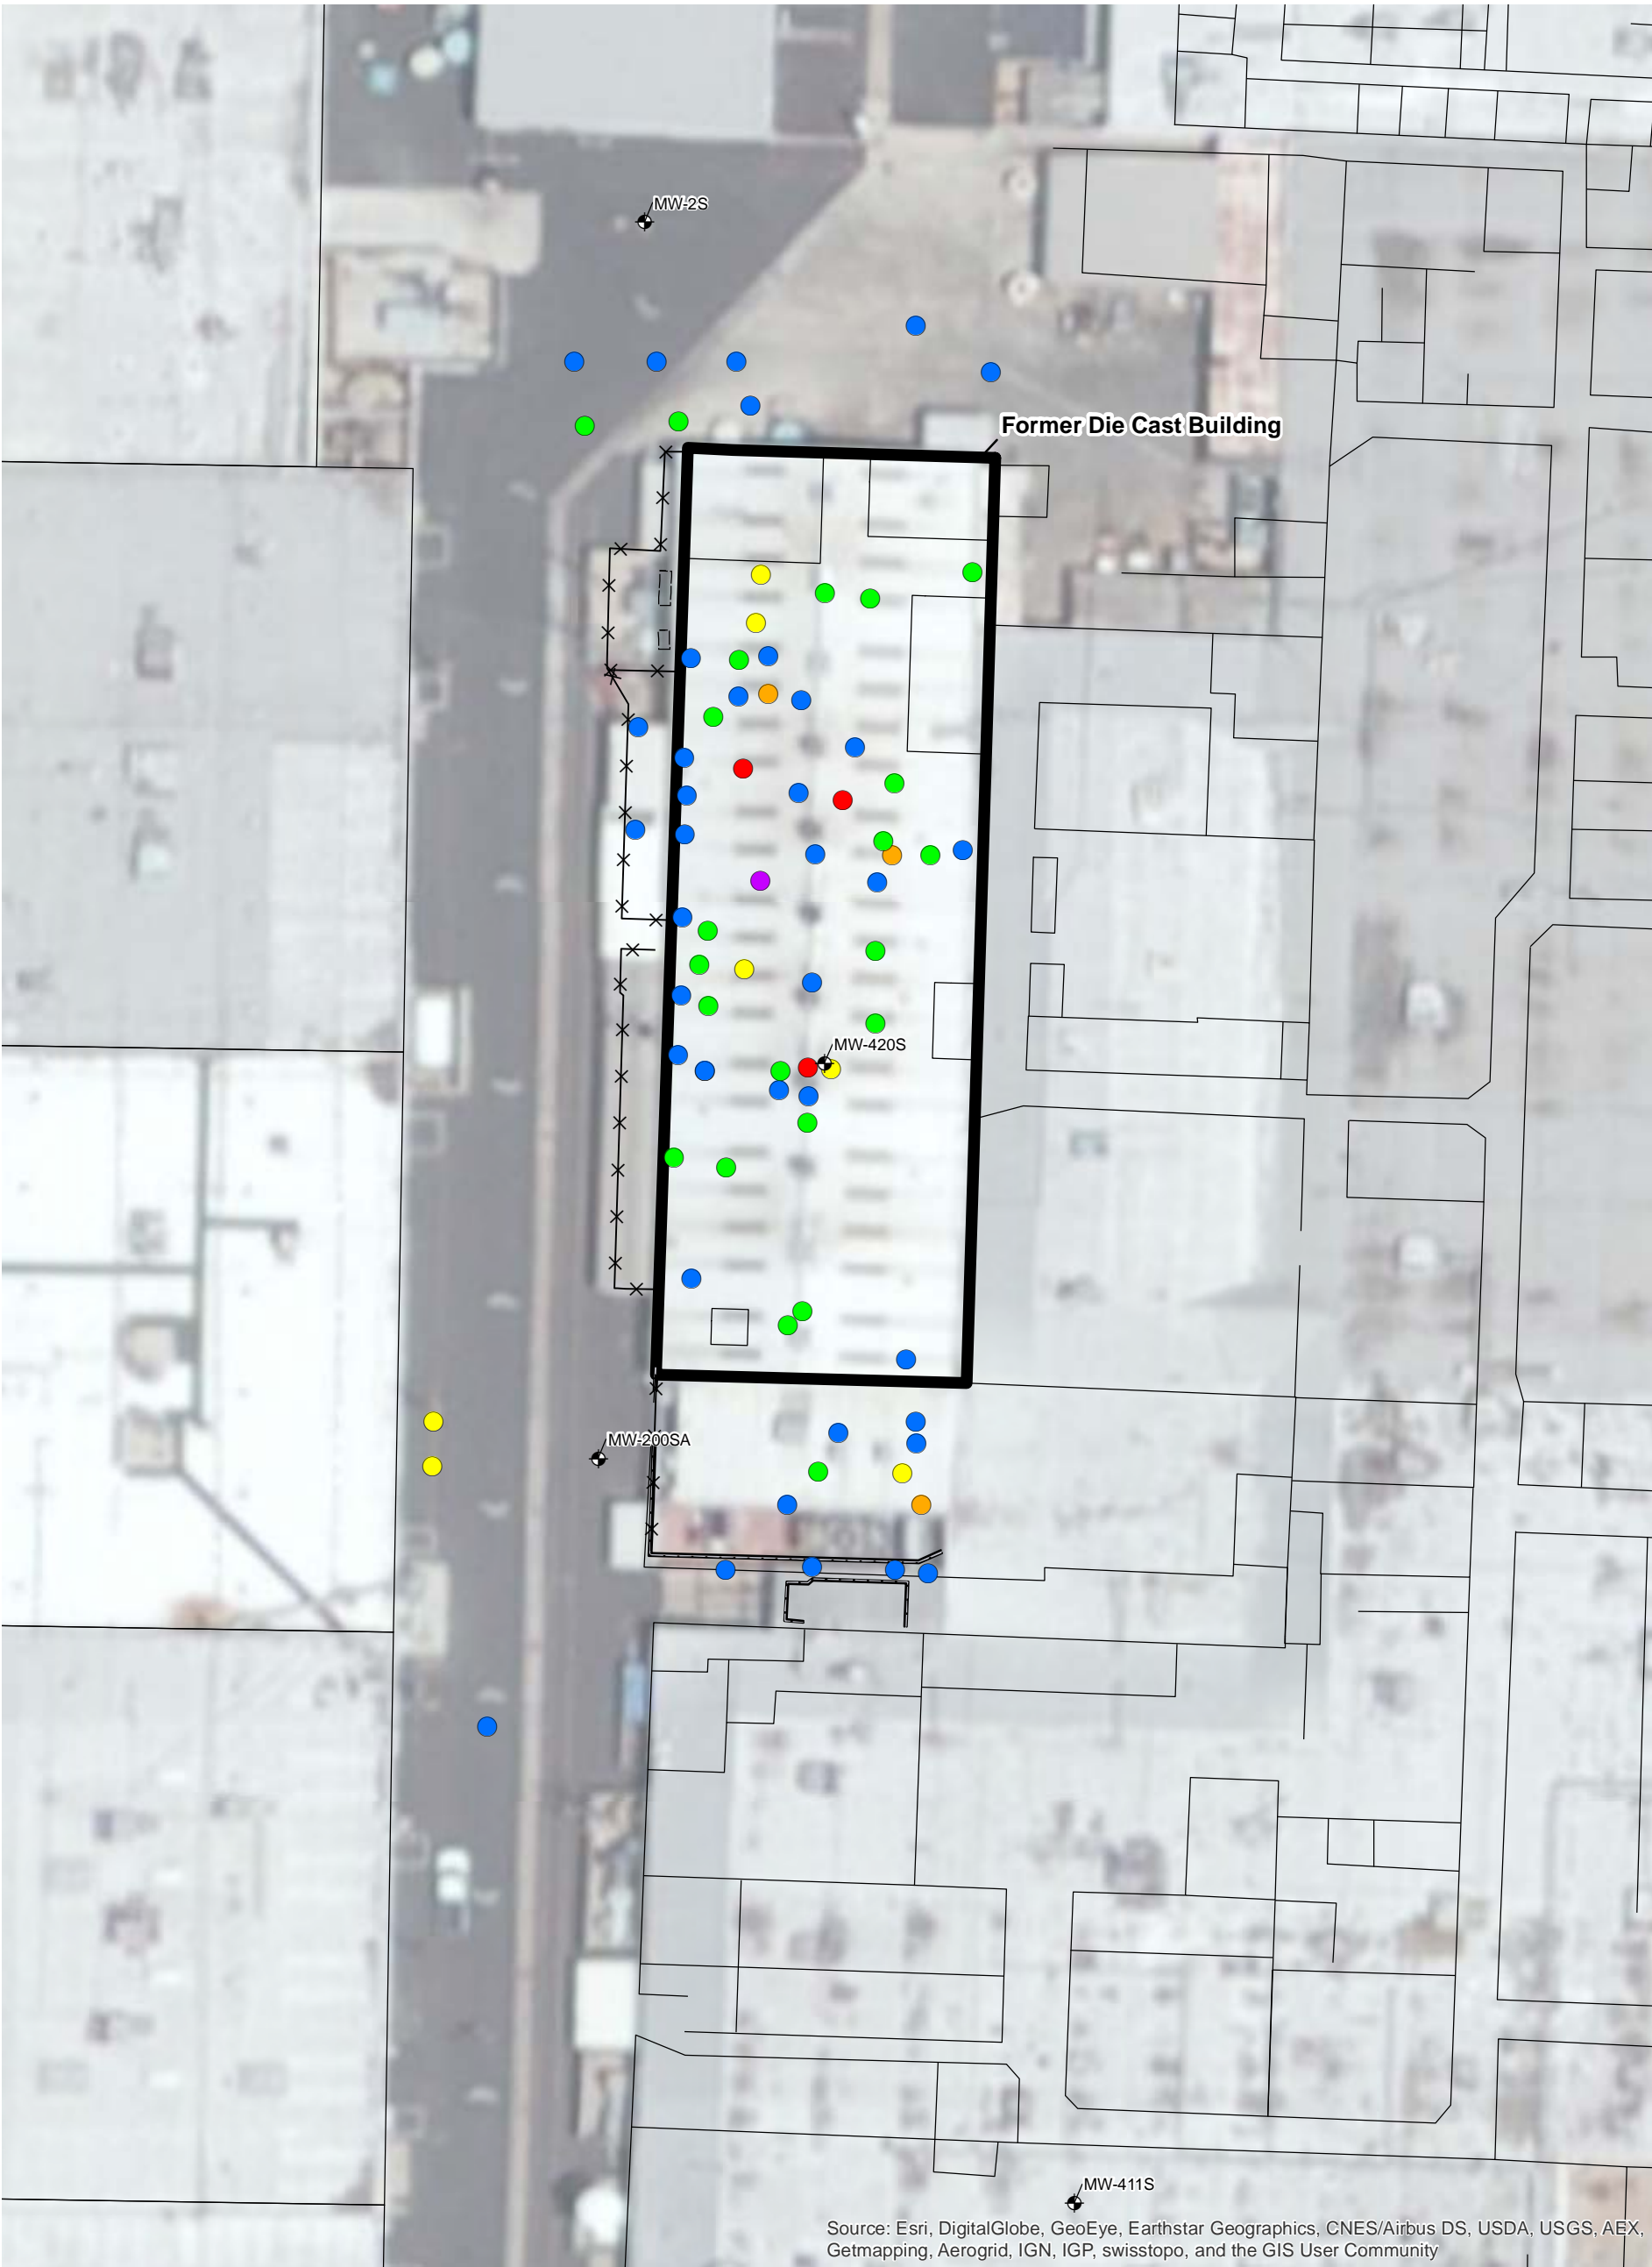 MW-2S
Former Die Cast Building
MW-420S
MW-200SA
MW-411S
Source: Esri, DigitalGlobe, GeoEye, Earthstar Geographics, CNES/Airbus DS, USDA, USGS, AEX,
Getmapping, Aerogrid, IGN, IGP, swisstopo, and the GIS User Community